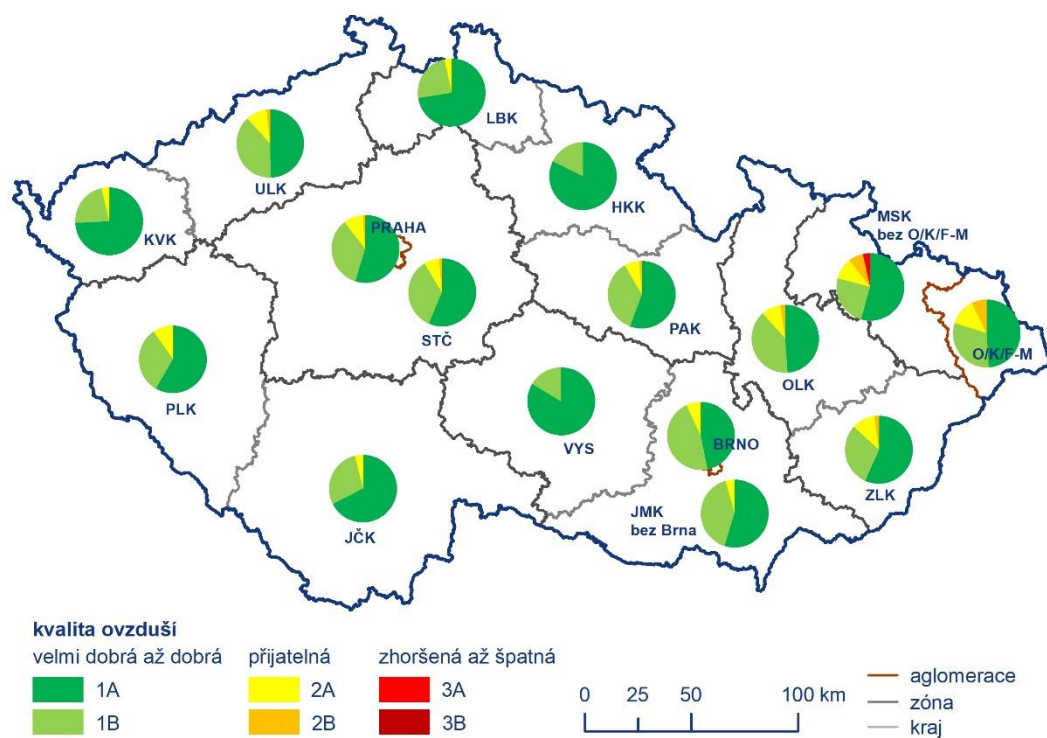 LBK
ULK
HKK
KVK
PRAHA
MSK
bez O/K/F-M
STČ
PAK
O/K/F-M
PLK
OLK
VYS
BRNO
ZLK
JČK
JMK
bez Brna
kvalita ovzduší
velmi dobrá až dobrá
1A
1B
přijatelná
2A
2B
zhoršená až špatná
3A
3B
0 25 50 100 km
aglomerace
zóna
kraj